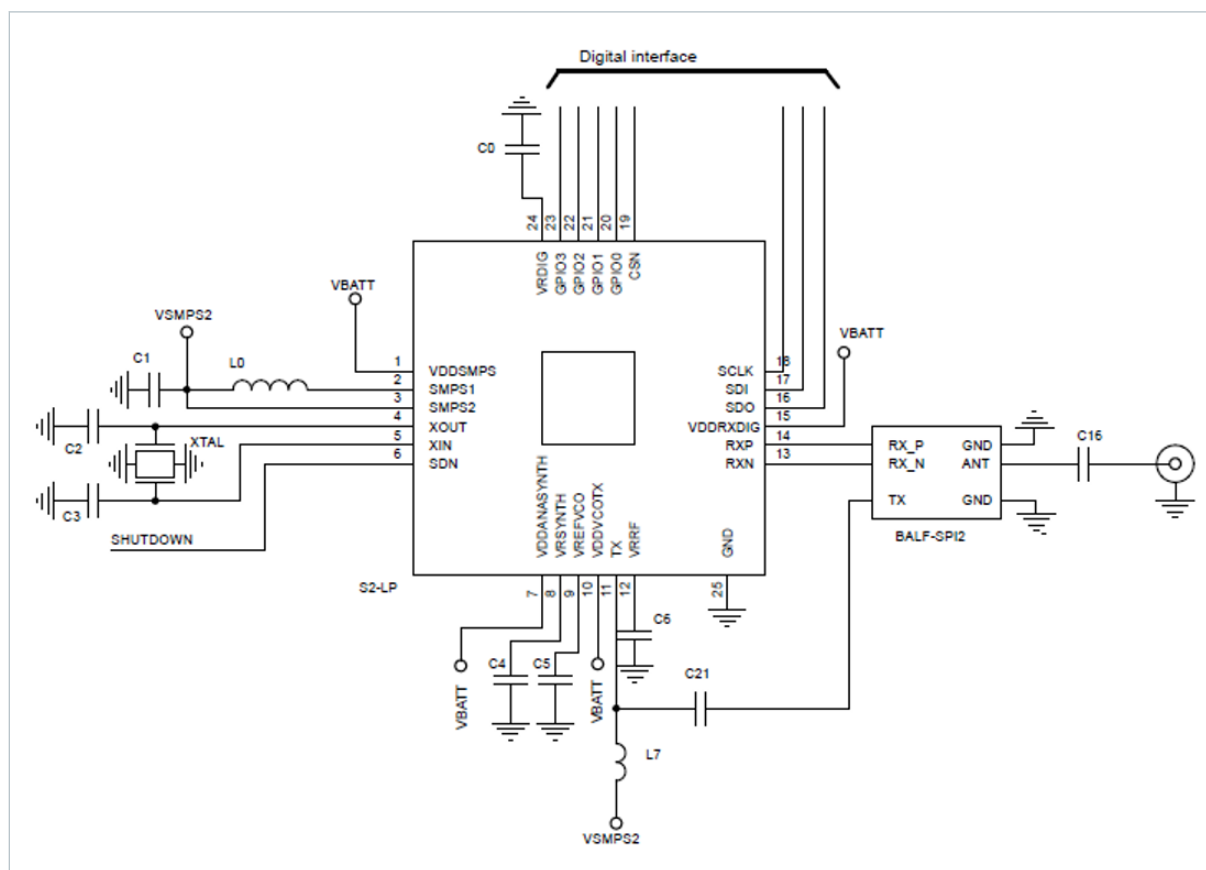 Digital interface
C0
24
23
22
21
20
19
VRDIG
GPIO3
GPIO2
GPIO1
GPIO0
CSN
VBATT
VSMPS2
C1
L0
VBATT
1
VDDSMPS
2
SMPS1
3
SMPS2
4
XOUT
5
XIN
6
SDN
SCLK
18
SDI
17
SDO
16
VDDRXDIG
15
RXP
14
RXN
13
C2
XTAL
C3
SHUTDOWN
RX_P
GND
RX_N
ANT
TX
GND
BALF-SPI2
C16
VDDANASYNTH
VRSYNTH
VREFVCO
VDDVCOTX
TX
VRRF
GND
S2-LP
7
8
9
10
11
12
25
VBATT
C4
C5
VBATT
C6
C21
L7
VSMPS2